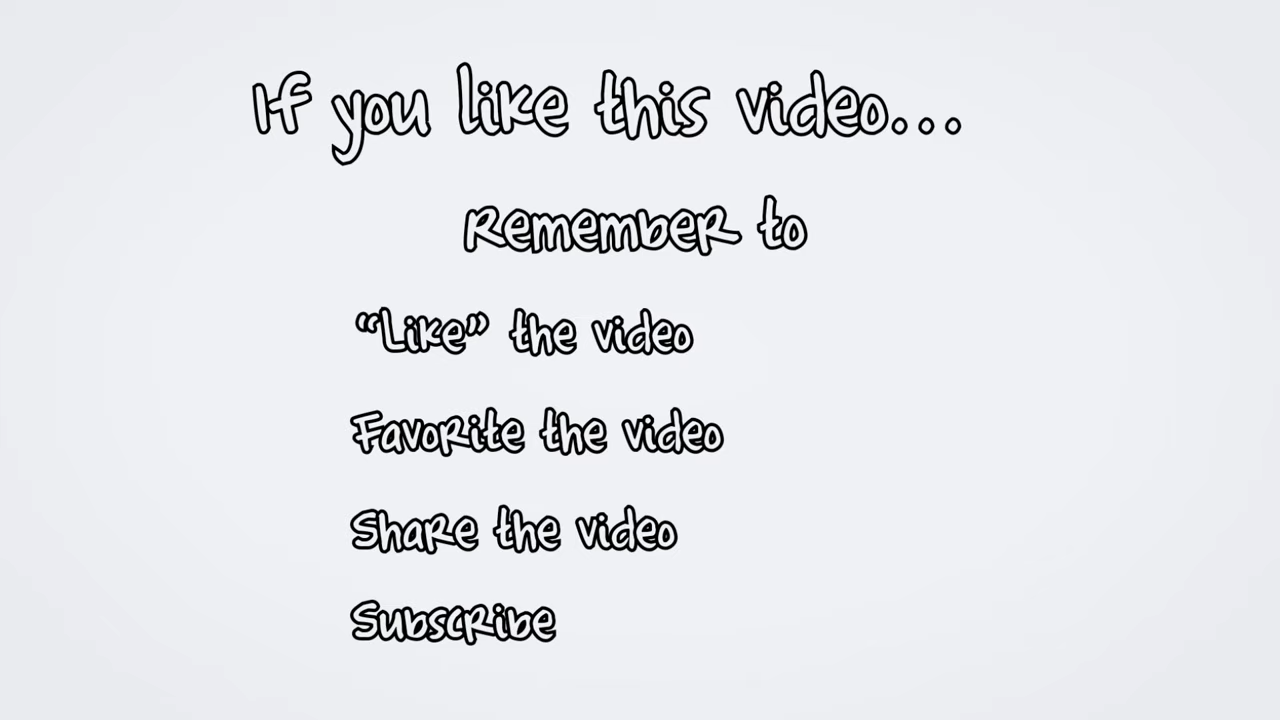 If you like this video...
Remember to
“Like” the video
Favorite the video
Share the video
Subscribe